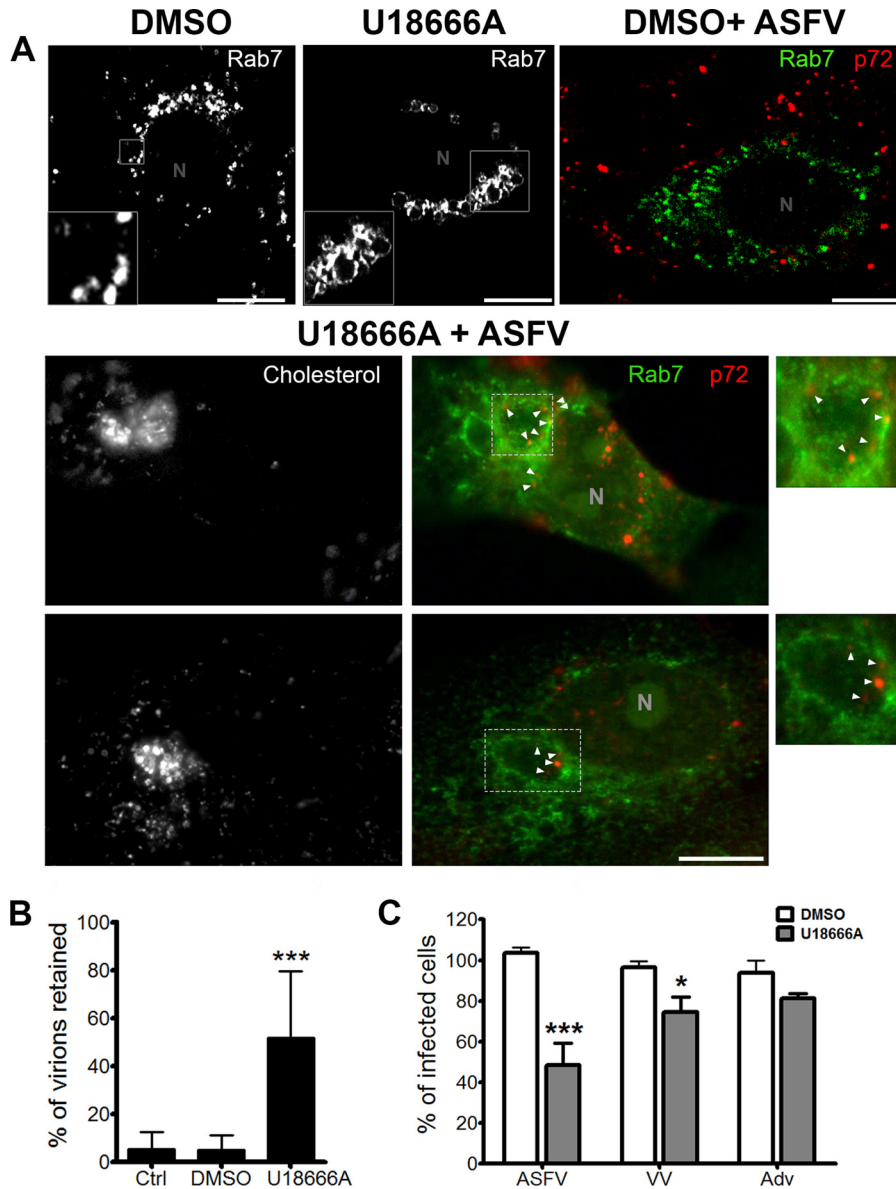 A
DMSO
U18666A
DMSO+ ASFV
Rab7
Rab7
Rab7 p72
N
N
N
U18666A + ASFV
Cholesterol
Rab7 p72
N
N
B
% of virions retained
100
80
60
40
20
0
***
Ctrl DMSO U18666A
C
% of infected cells
120
100
80
60
40
20
0
DMSO
U18666A
***
*
ASFV VV Adv